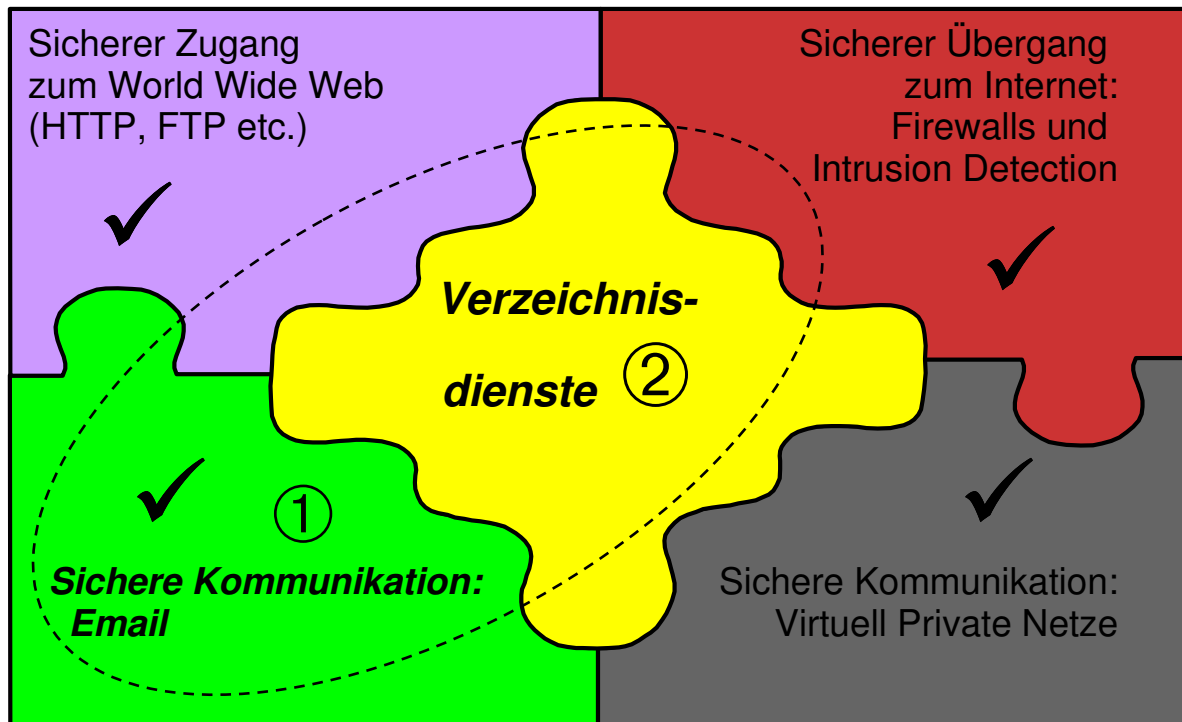 Sicherer Zugang
zum World Wide Web
(HTTP, FTP etc.)
Sicherer Übergang
zum Internet:
Firewalls und
Intrusion Detection
Verzeichnis-
dienste ②
①
Sichere Kommunikation:
Email
Sichere Kommunikation:
Virtuell Private Netze